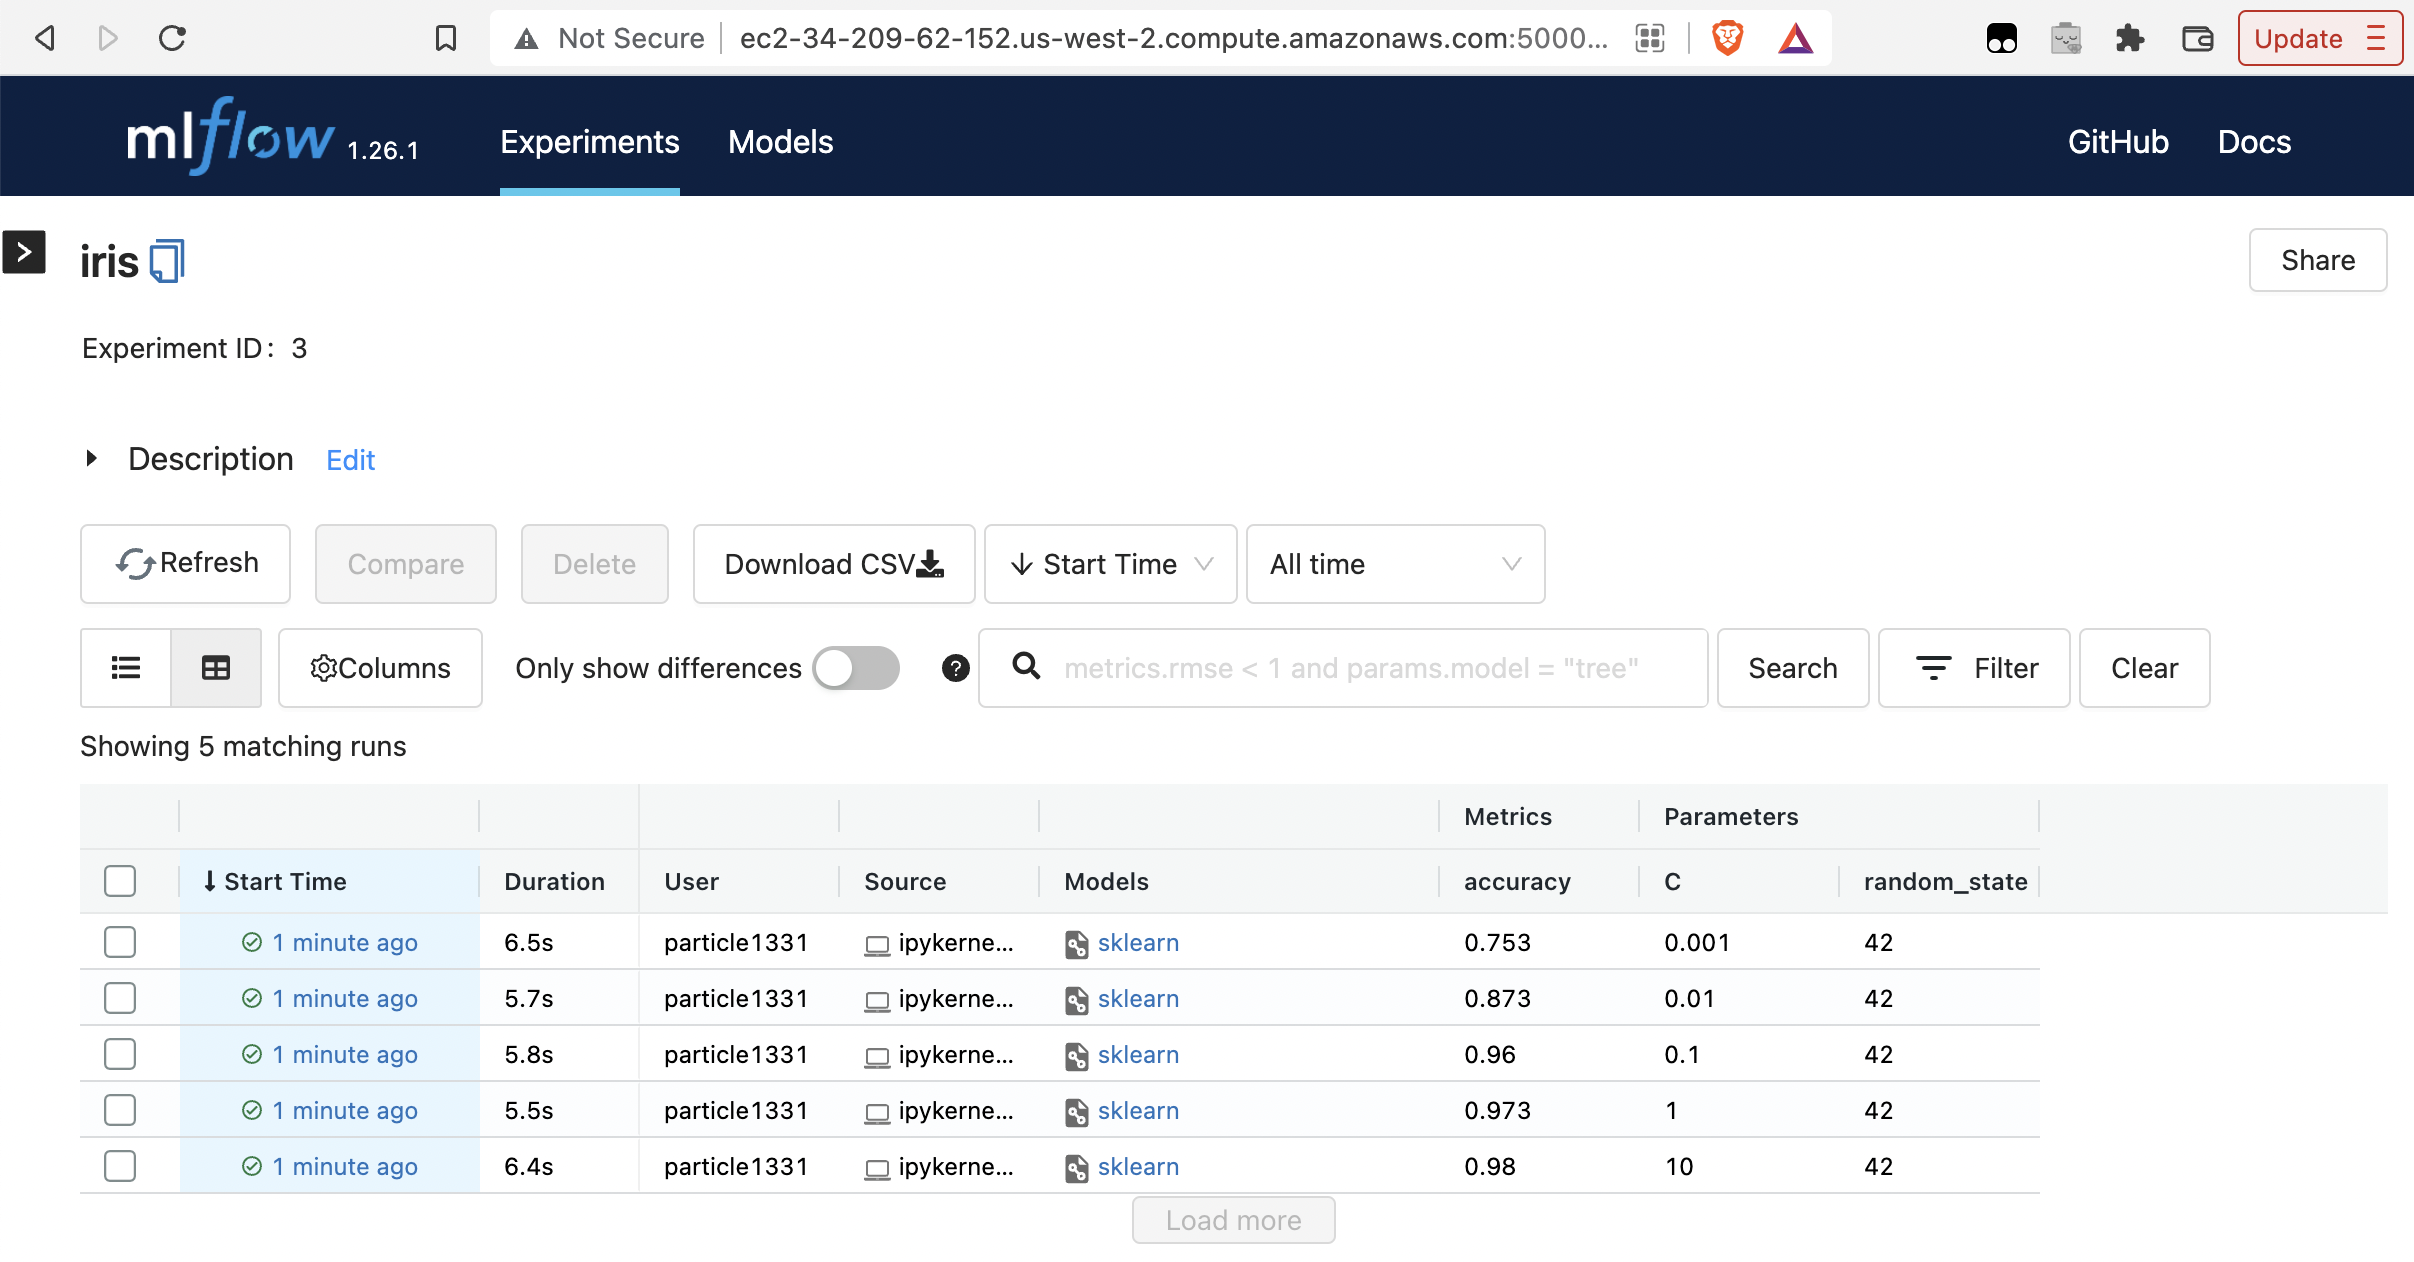 Not Secure ec2-34-209-62-152.us-west-2.compute.amazonaws.com:5000... Update
mlflow 1.26.1 Experiments Models GitHub Docs
iris Share
Experiment ID: 3
Description Edit
Refresh Compare Delete Download CSV Start Time All time
Columns Only show differences ? metrics.rmse < 1 and params.model = "tree" Search Filter Clear
Showing 5 matching runs
Metrics Parameters
↓ Start Time Duration User Source Models accuracy C random_state
1 minute ago 6.5s particle1331 ipykerne... sklearn 0.753 0.001 42
1 minute ago 5.7s particle1331 ipykerne... sklearn 0.873 0.01 42
1 minute ago 5.8s particle1331 ipykerne... sklearn 0.96 0.1 42
1 minute ago 5.5s particle1331 ipykerne... sklearn 0.973 1 42
1 minute ago 6.4s particle1331 ipykerne... sklearn 0.98 10 42
Load more